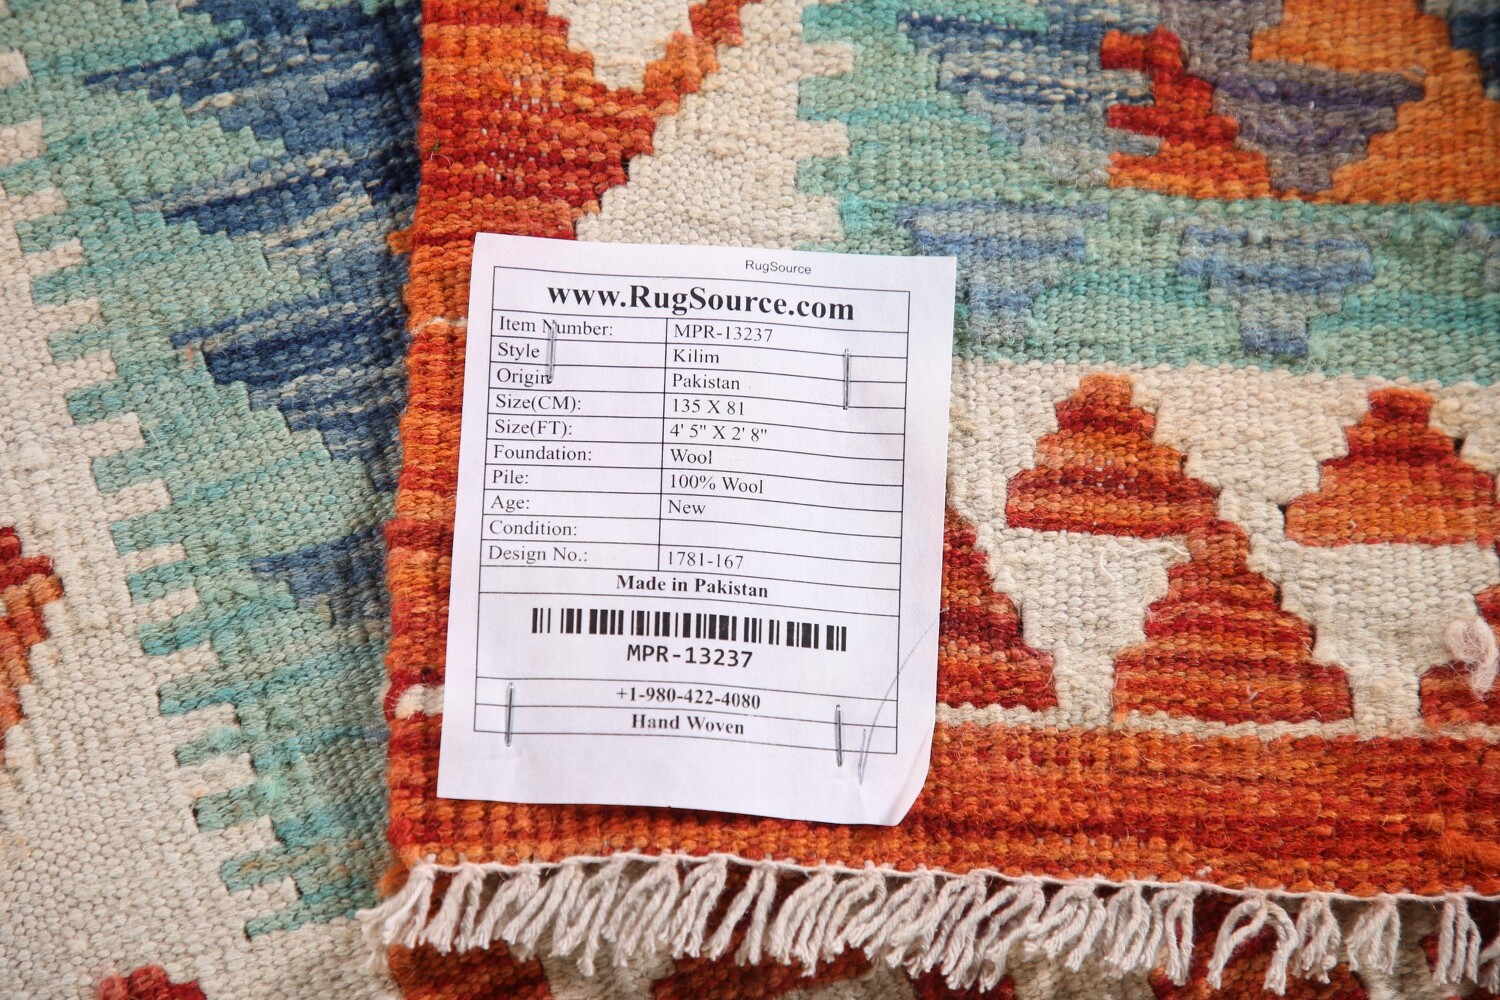 RugSource
www.RugSource.com
Item Number: MPR-13237
Style Kilim
Origin Pakistan
Size(CM): 135 X 81
Size(FT): 4' 5" X 2' 8"
Foundation: Wool
Pile: 100% Wool
Age: New
Condition:
Design No.: 1781-167
Made in Pakistan
MPR-13237
+1-980-422-4080
Hand Woven